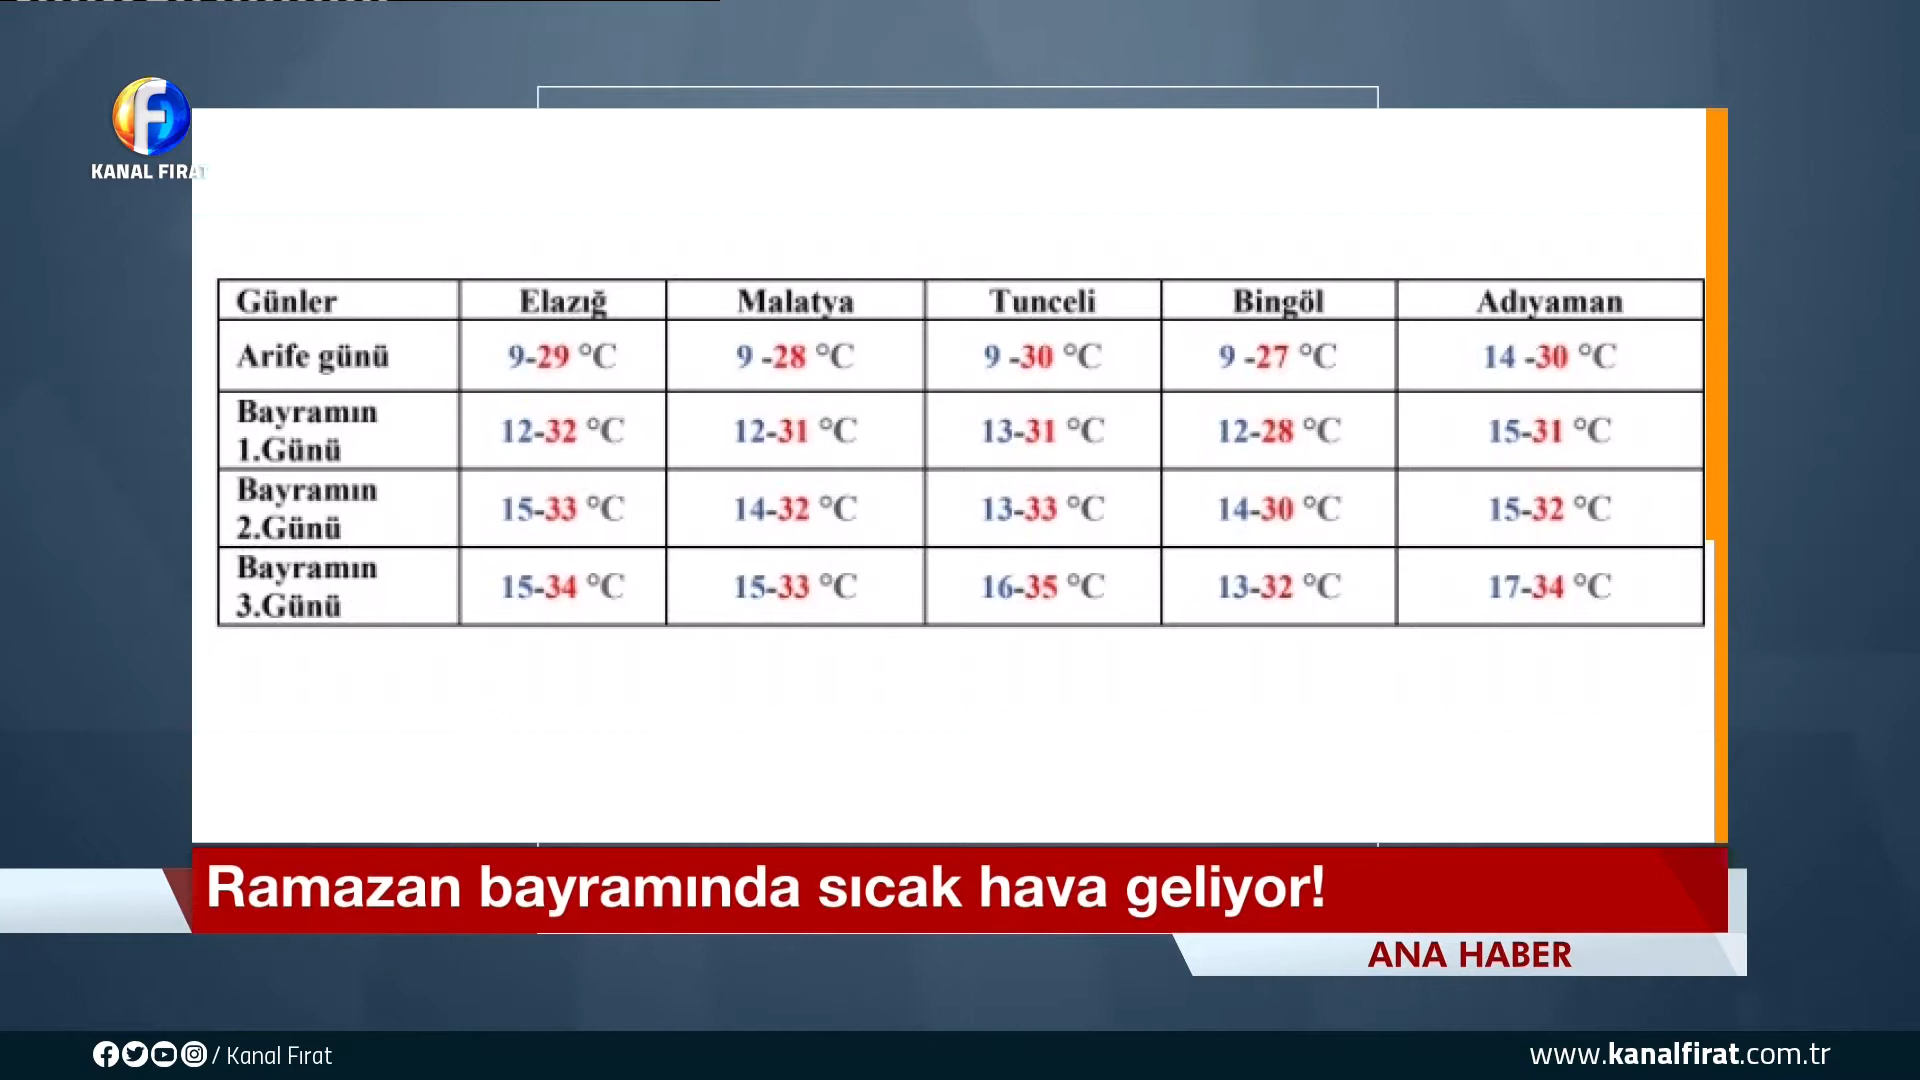 KANAL FIRAT
Günler Elazığ Malatya Tunceli Bingöl Adıyaman
Arife günü 9-29 °C 9 -28 °C 9 -30 °C 9 -27 °C 14 -30 °C
Bayramın
1.Günü 12-32 °C 12-31 °C 13-31 °C 12-28 °C 15-31 °C
Bayramın
2.Günü 15-33 °C 14-32 °C 13-33 °C 14-30 °C 15-32 °C
Bayramın
3.Günü 15-34 °C 15-33 °C 16-35 °C 13-32 °C 17-34 °C
Ramazan bayramında sıcak hava geliyor!
ANA HABER
/ Kanal Fırat
www.kanalfirat.com.tr